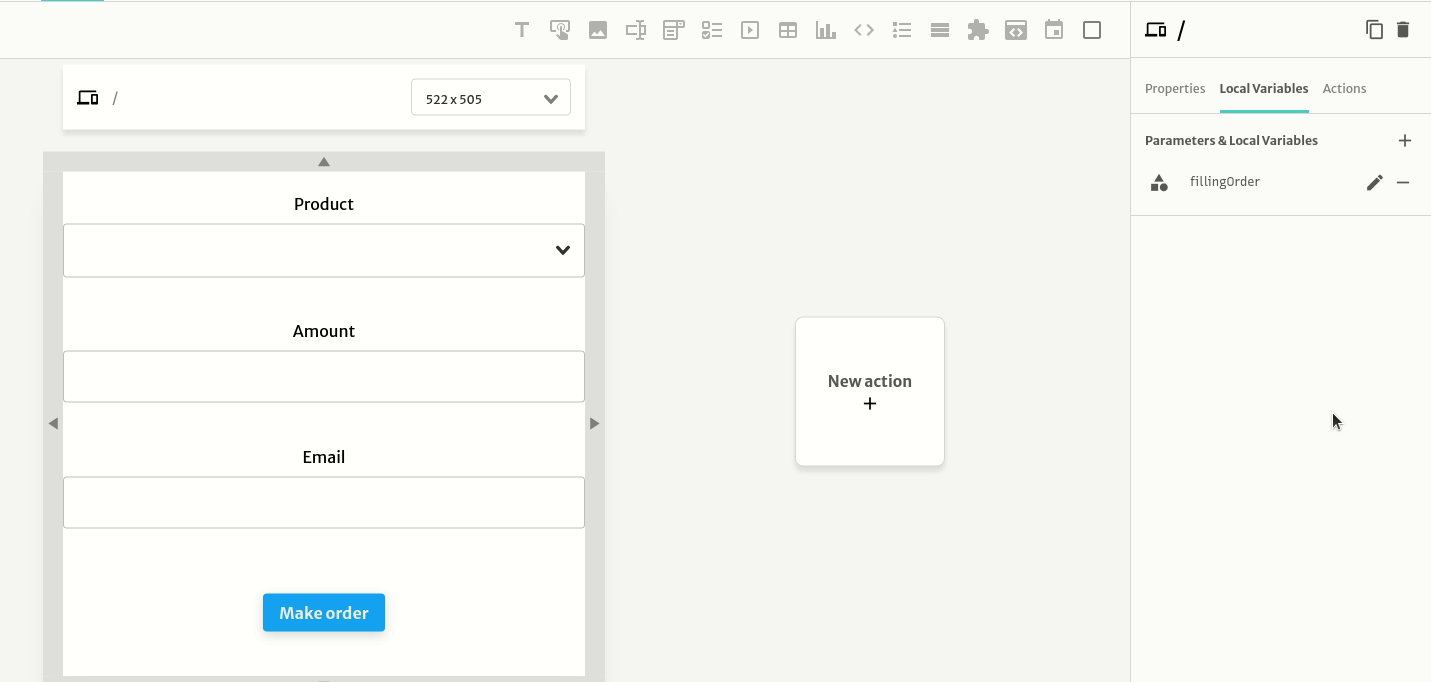 /
522 x 505
Product
Amount
Email
Make order
New action
+
/
Properties
Local Variables
Actions
Parameters & Local Variables
fillingOrder